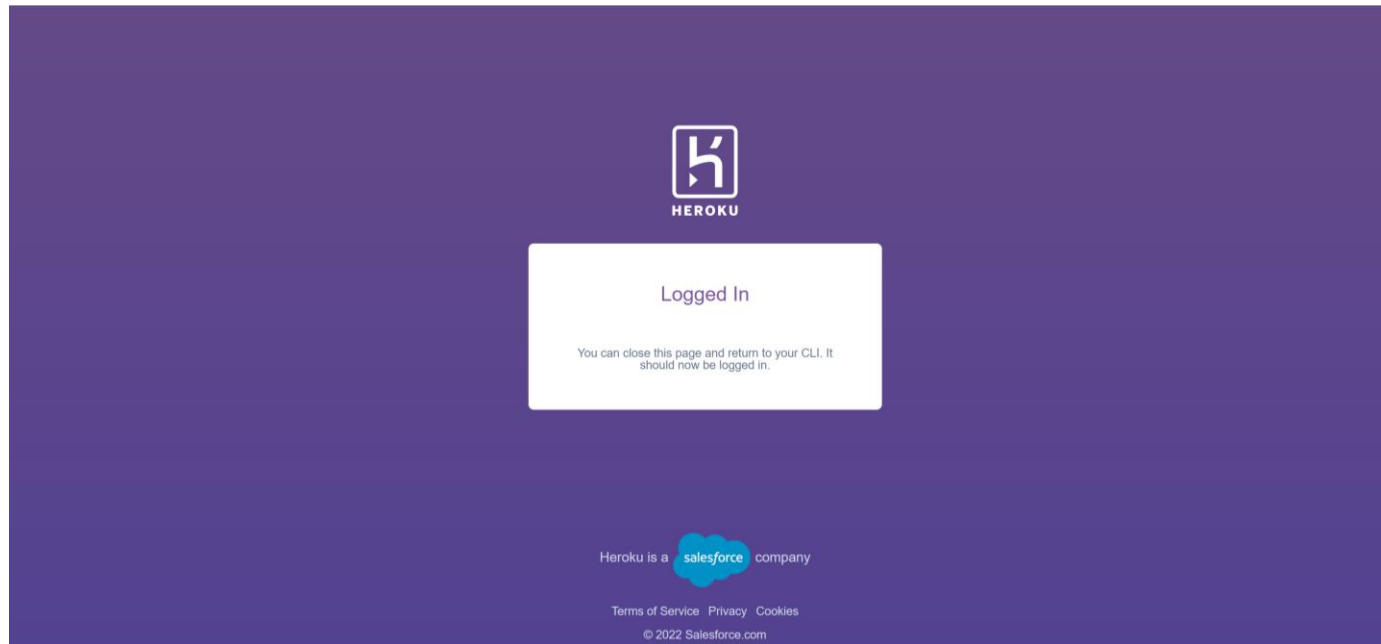 HEROKU
Logged In
You can close this page and return to your CLI. It
should now be logged in.
Heroku is a salesforce company
Terms of Service Privacy Cookies
© 2022 Salesforce.com